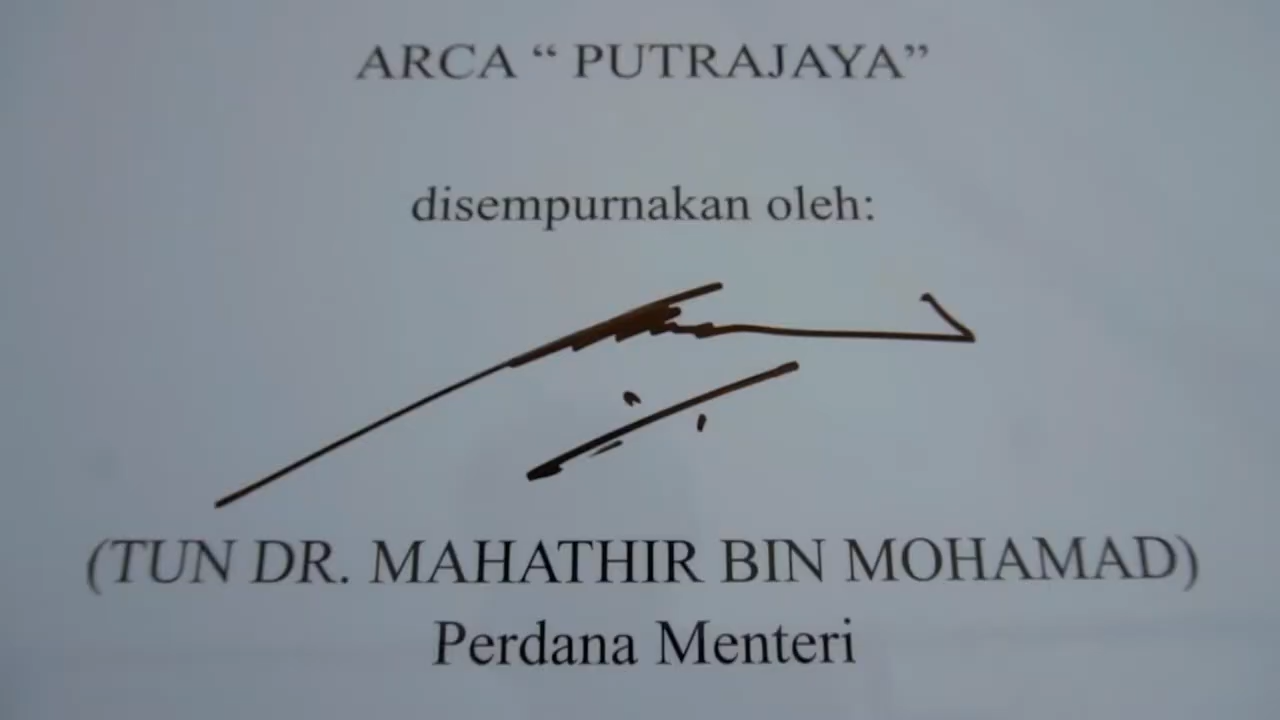 ARCA “ PUTRAJAYA”
disempurnakan oleh:
(TUN DR. MAHATHIR BIN MOHAMAD)
Perdana Menteri